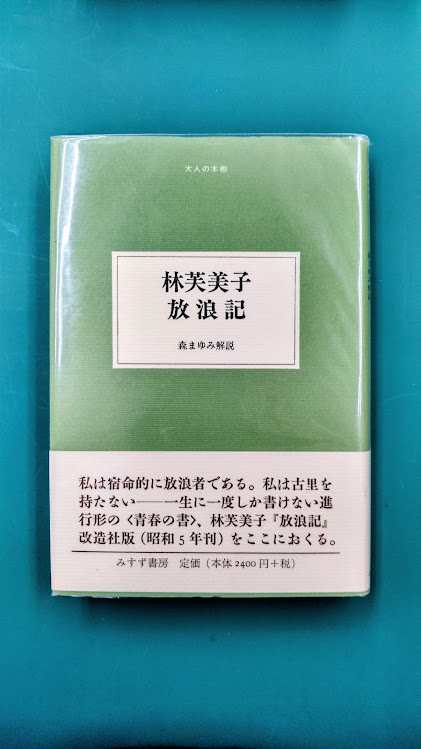 大人の本棚
林芙美子
放浪記
森まゆみ解説
私は宿命的に放浪者である。私は古里を
持たない——一生に一度しか書けない進
行形の〈青春の書〉、林芙美子『放浪記』
改造社版（昭和5年刊）をここにおくる。
みすず書房 定価（本体2400円＋税）